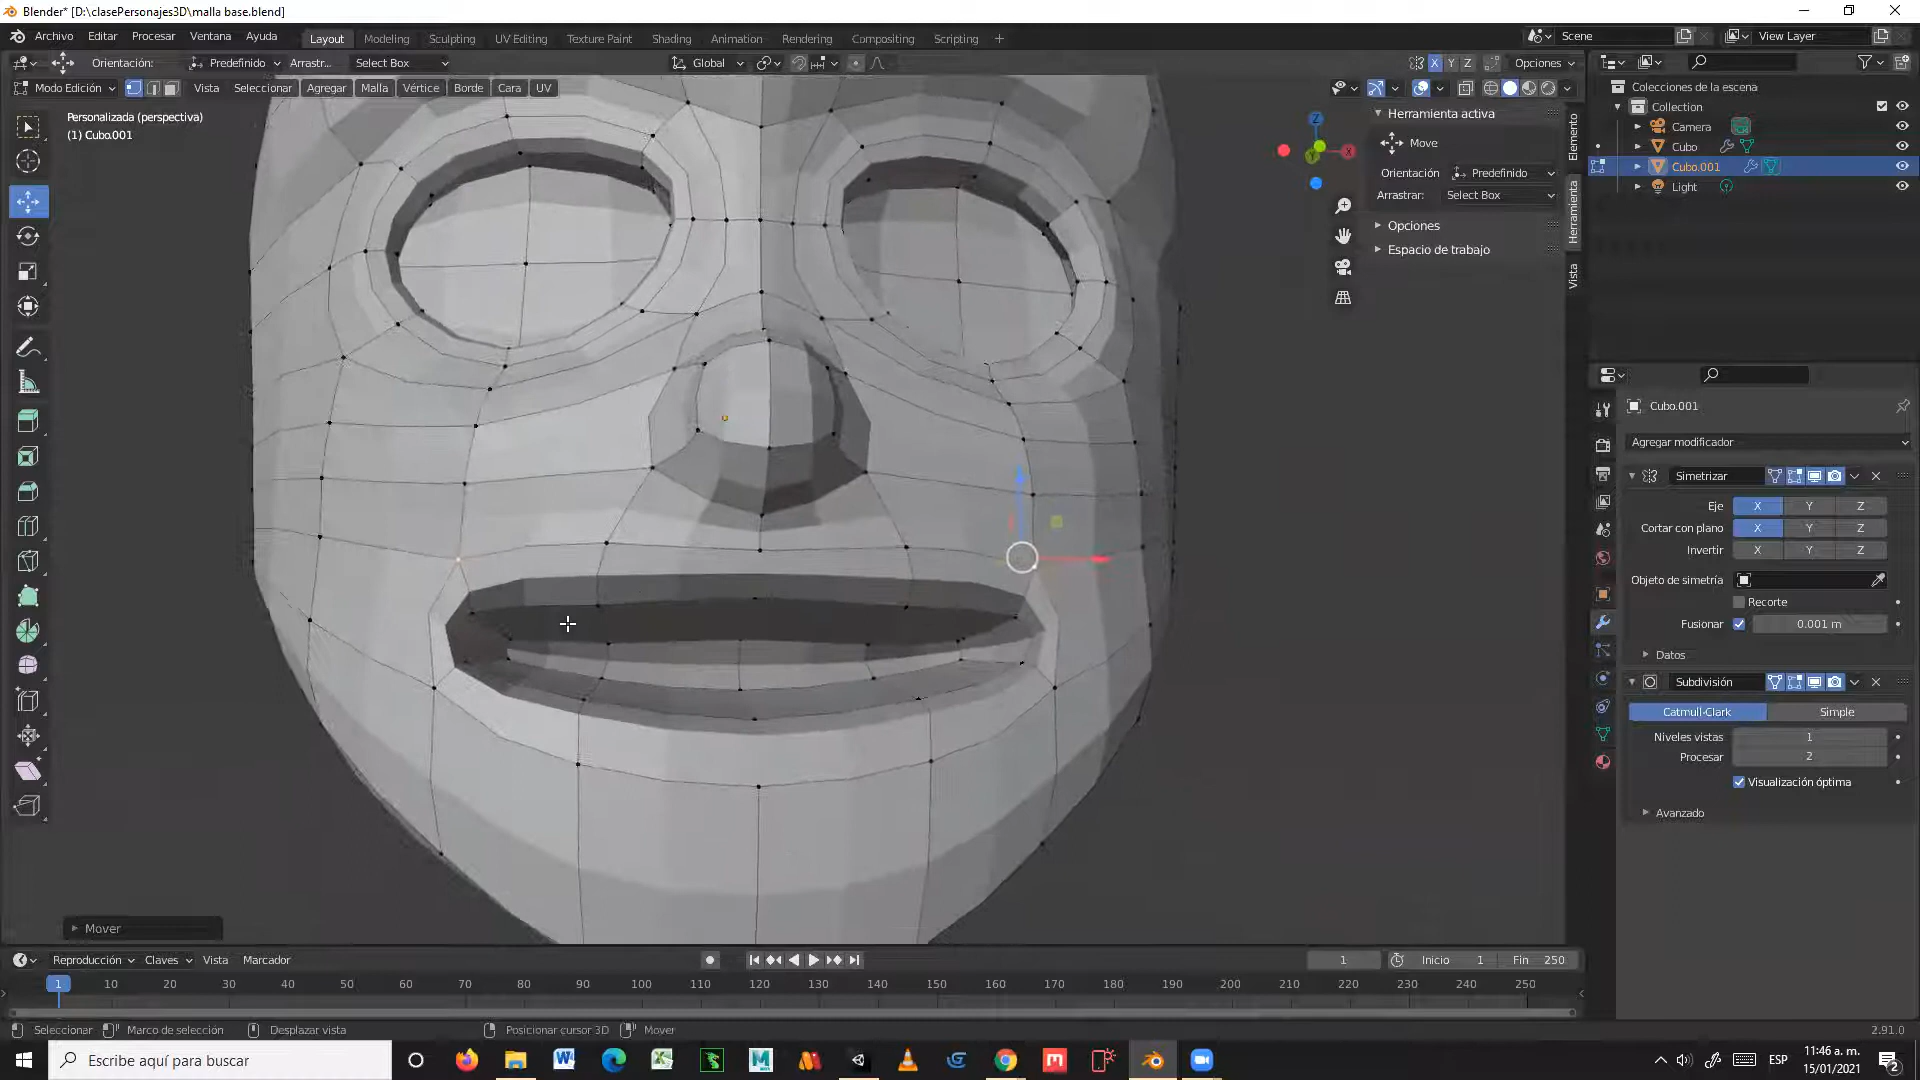 Blender* [D:\clasePersonajes3D\malla base.blend]
Archivo Editar Procesar Ventana Ayuda Layout Modeling Sculpting UV Editing Texture Paint Shading Animation Rendering Compositing Scripting + Scene View Layer
Orientación: Predefinido Arrastr... Select Box Global X Y Z Opciones
Modo Edición Vista Seleccionar Agregar Malla Vértice Borde Cara UV
Personalizada (perspectiva)
(1) Cubo.001
Z
X
Y
Herramienta activa
Move
Orientación Predefinido
Arrastrar: Select Box
Opciones
Espacio de trabajo
Elemento
Herramienta
Vista
Colecciones de la escena
Collection
Camera
Cubo
Cubo.001
Light
Cubo.001
Agregar modificador
Simetrizar
Eje X Y Z
Cortar con plano X Y Z
Invertir X Y Z
Objeto de simetría
Recorte
Fusionar 0.001 m
Datos
Subdivisión
Catmull-Clark Simple
Niveles vistas 1
Procesar 2
Visualización óptima
Avanzado
Mover
Reproducción Claves Vista Marcador 1 Inicio 1 Fin 250
1 10 20 30 40 50 60 70 80 90 100 110 120 130 140 150 160 170 180 190 200 210 220 230 240 250
Seleccionar Marco de selección Desplazar vista Posicionar cursor 3D Mover 2.91.0
Escribe aquí para buscar
ESP
11:46 a. m.
15/01/2021
2